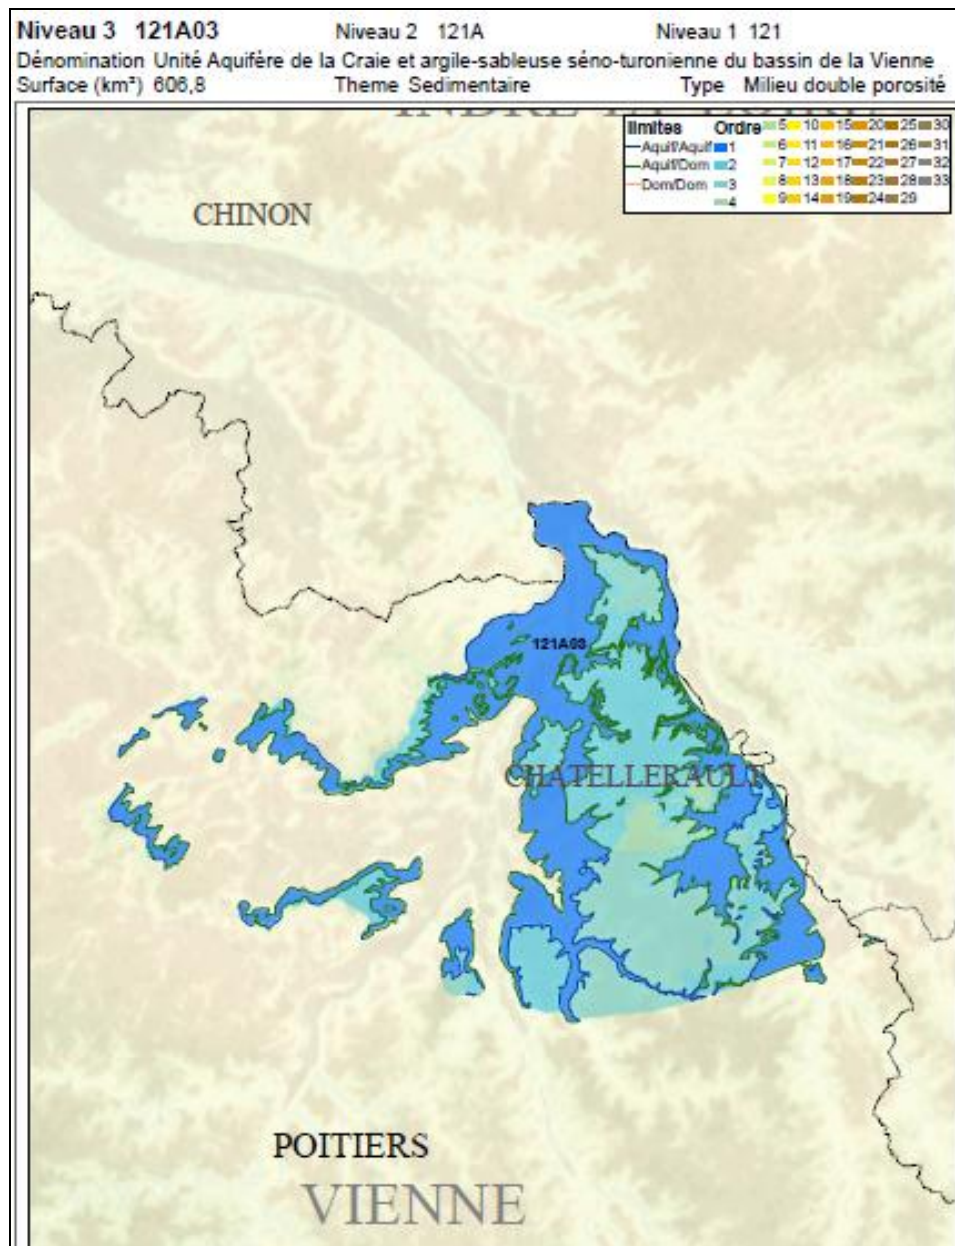 Niveau 3 121A03 Niveau 2 121A Niveau 1 121
Dénomination Unité Aquifère de la Craie et argile-sableuse séno-turonienne du bassin de la Vienne
Surface (km²) 606,8 Theme Sedimentaire Type Milieu double porosité
limites Ordre 5 10 15 20 25 30
Aquif/Aquif 1 6 11 16 21 26 31
Aquif/Dom 2 7 12 17 22 27 32
Dom/Dom 3 8 13 18 23 28 33
4 9 14 19 24 29
CHINON
121A03
CHATELLERAULT
POITIERS
VIENNE